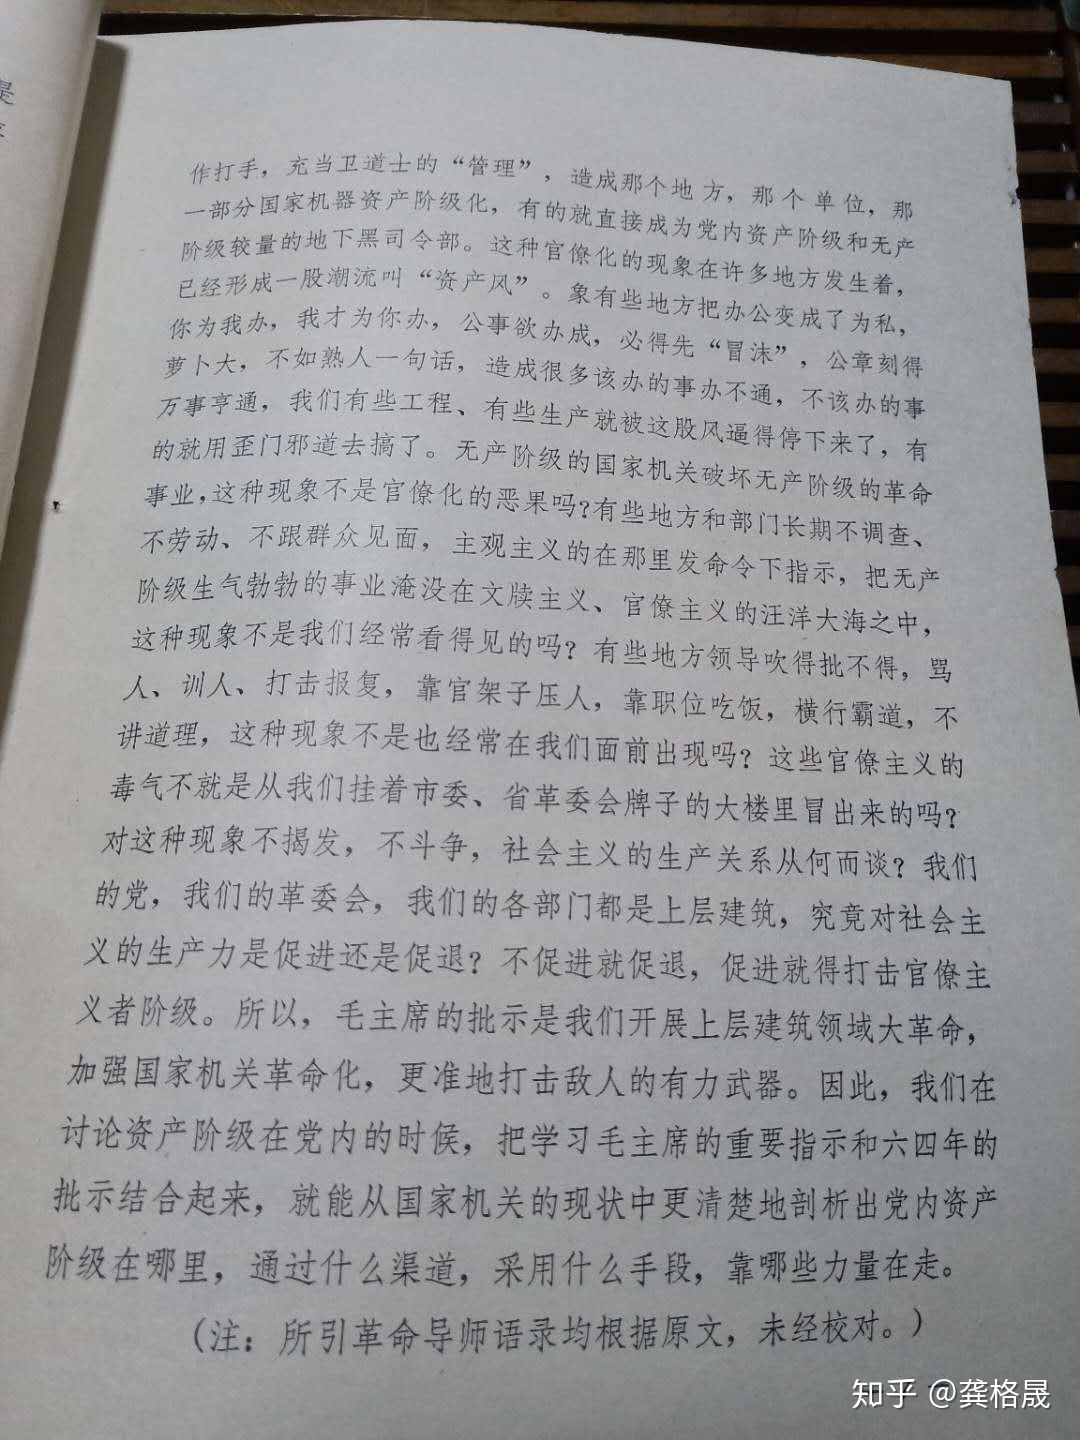 是
作打手，充当卫道士的“管理”，造成那个地方，那个单位，那
一部分国家机器资产阶级化，有的就直接成为党内资产阶级和无产
阶级较量的地下黑司令部。这种官僚化的现象在许多地方发生着，
已经形成一股潮流叫“资产风”。象有些地方把办公变成了为私，
你为我办，我才为你办，公事欲办成，必得先“冒沫”，公章刻得
萝卜大，不如熟人一句话，造成很多该办的事办不通，不该办的事
万事亨通，我们有些工程、有些生产就被这股风逼得停下来了，有
的就用歪门邪道去搞了。无产阶级的国家机关破坏无产阶级的革命
事业，这种现象不是官僚化的恶果吗？有些地方和部门长期不调查、
不劳动、不跟群众见面，主观主义的在那里发命令下指示，把无产
阶级生气勃勃的事业淹没在文牍主义、官僚主义的汪洋大海之中，
这种现象不是我们经常看得见的吗？有些地方领导吹得批不得，骂
人、训人、打击报复，靠官架子压人，靠职位吃饭，横行霸道，不
讲道理，这种现象不是也经常在我们面前出现吗？这些官僚主义的
毒气不就是从我们挂着市委、省革委会牌子的大楼里冒出来的吗？
对这种现象不揭发，不斗争，社会主义的生产关系从何而谈？我们
的党，我们的革委会，我们的各部门都是上层建筑，究竟对社会主
义的生产力是促进还是促退？不促进就促退，促进就得打击官僚主
义者阶级。所以，毛主席的批示是我们开展上层建筑领域大革命，
加强国家机关革命化，更准地打击敌人的有力武器。因此，我们在
讨论资产阶级在党内的时候，把学习毛主席的重要指示和六四年的
批示结合起来，就能从国家机关的现状中更清楚地剖析出党内资产
阶级在哪里，通过什么渠道，采用什么手段，靠哪些力量在走。
（注：所引革命导师语录均根据原文，未经校对。）
知乎 @龚格晟